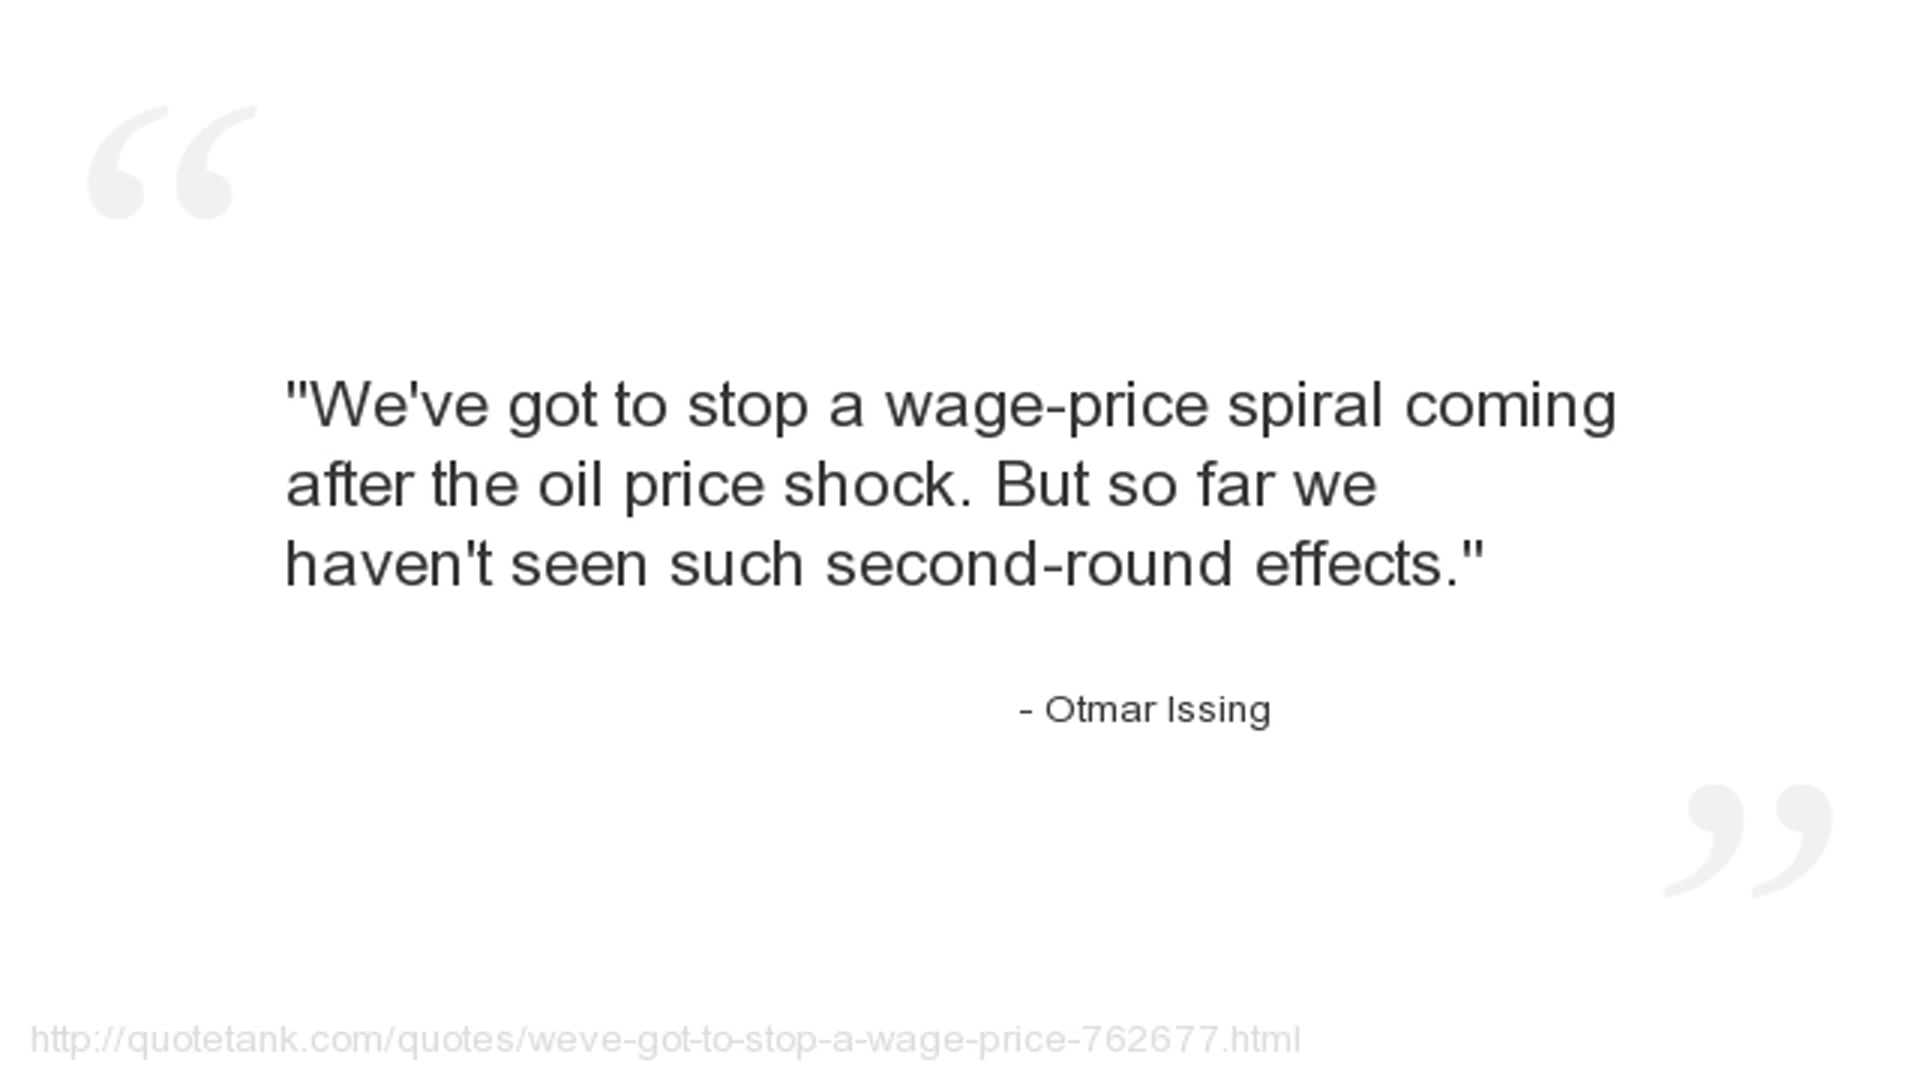 "We've got to stop a wage-price spiral coming
after the oil price shock. But so far we
haven't seen such second-round effects."
- Otmar Issing
http://quotetank.com/quotes/weve-got-to-stop-a-wage-price-762677.html